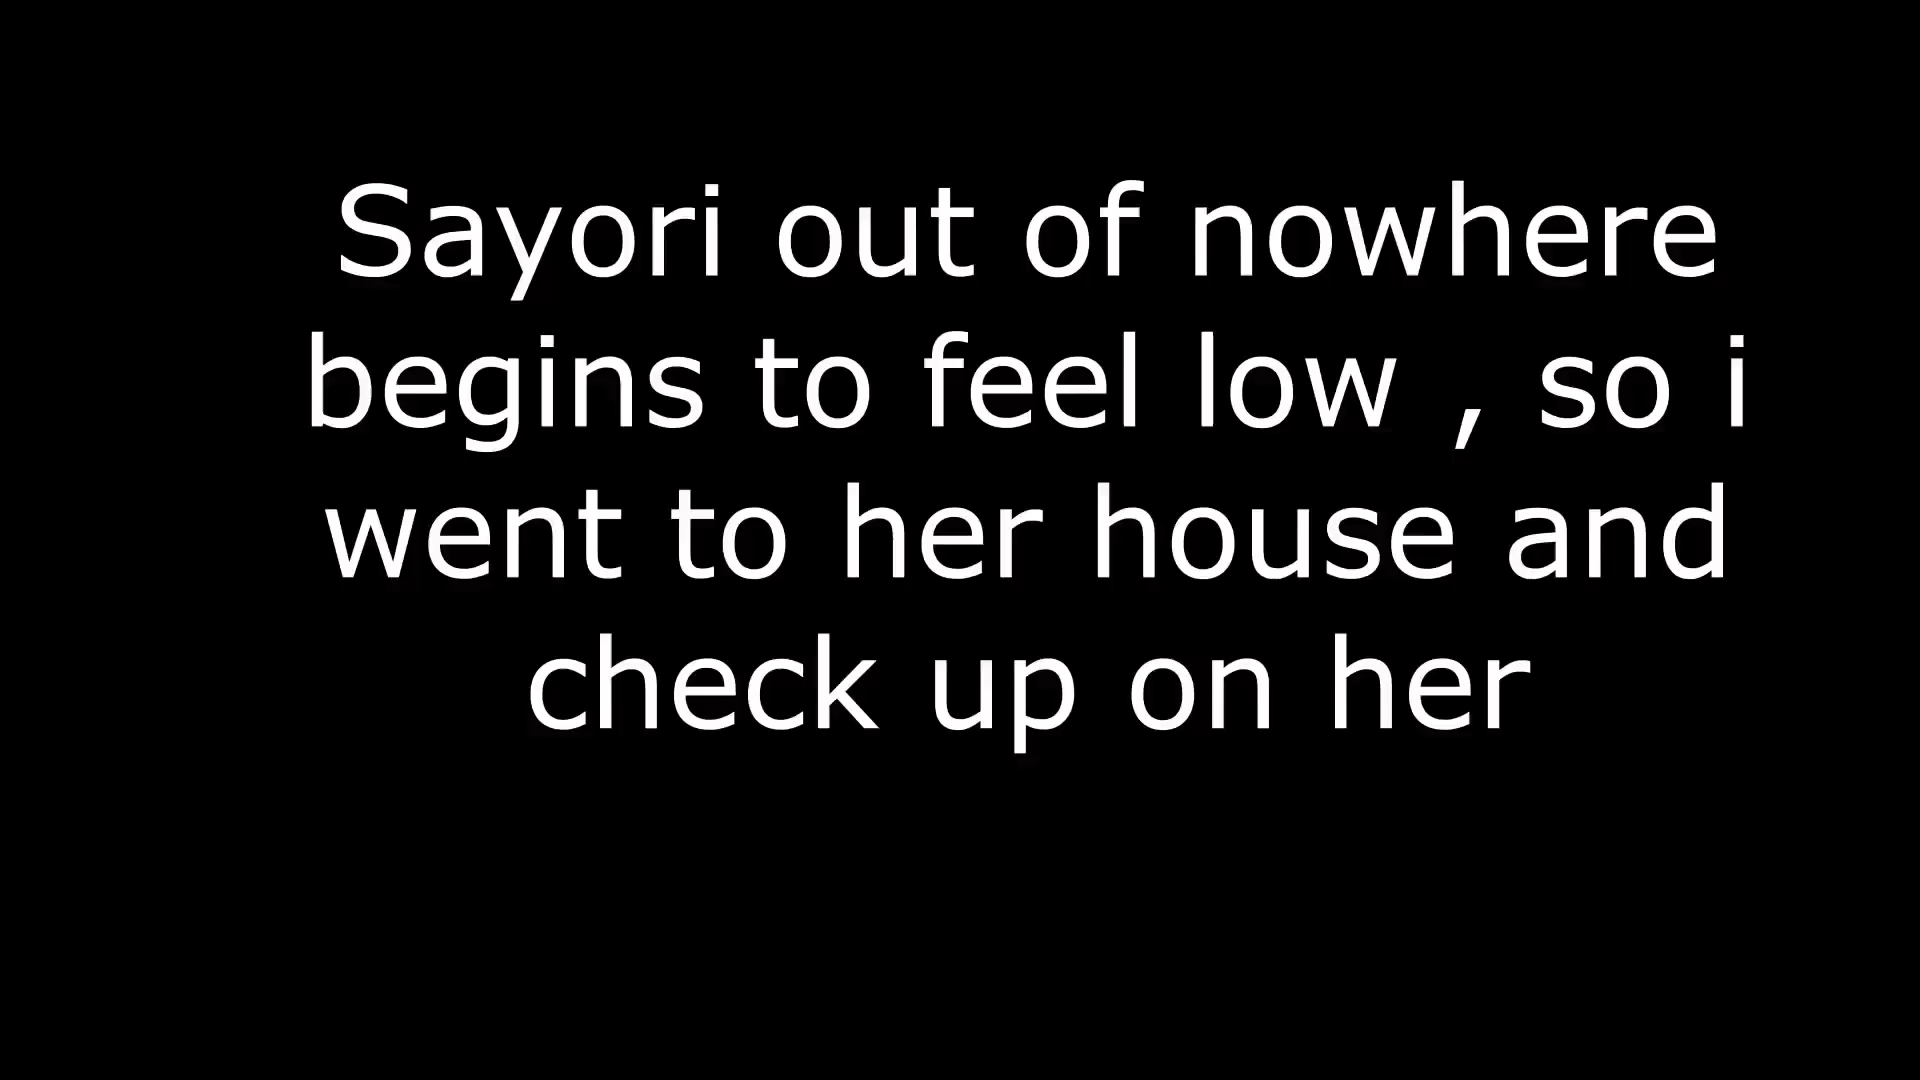 Sayori out of nowhere
begins to feel low , so i
went to her house and
check up on her